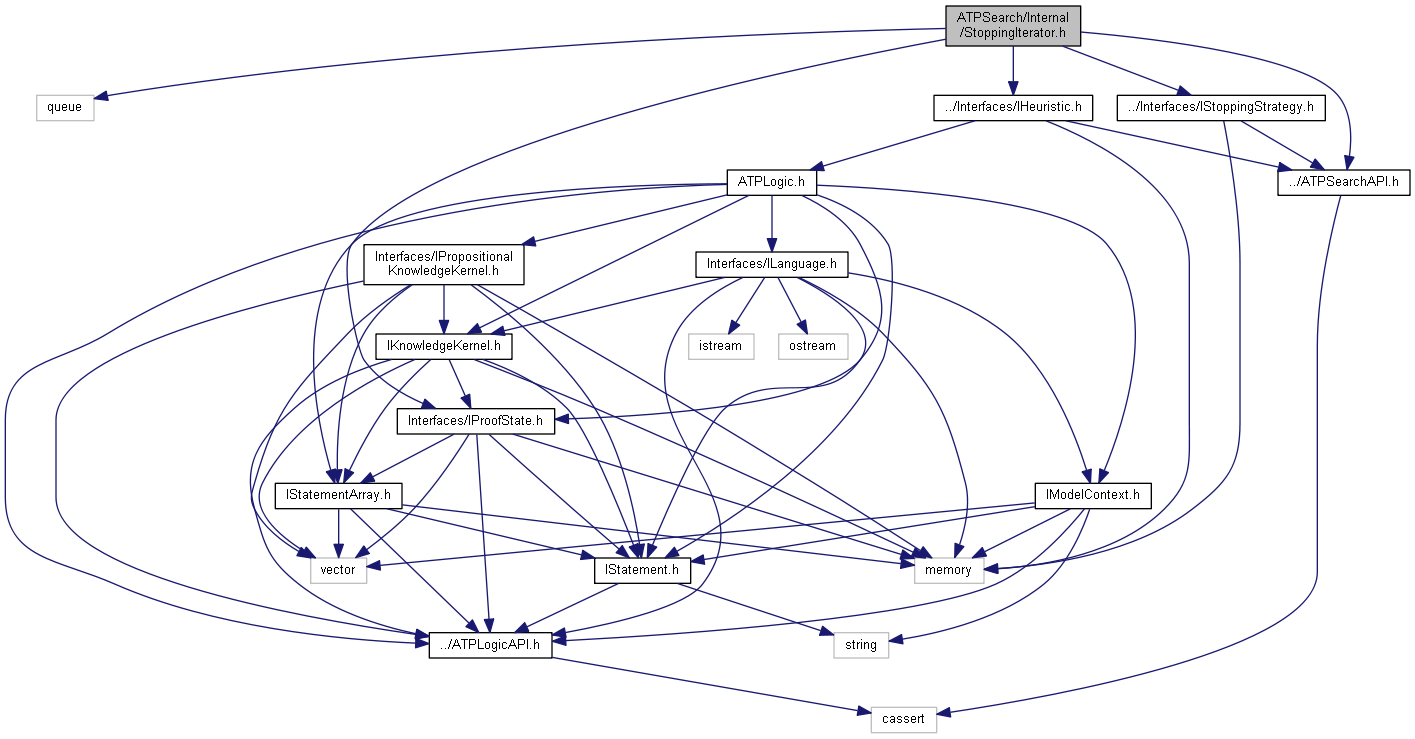 ATPSearch/Internal
/StoppingIterator.h
queue
../Interfaces/IHeuristic.h
../Interfaces/IStoppingStrategy.h
ATPLogic.h
../ATPSearchAPI.h
Interfaces/IPropositional
KnowledgeKernel.h
Interfaces/ILanguage.h
IKnowledgeKernel.h
istream
ostream
Interfaces/IProofState.h
IStatementArray.h
IModelContext.h
vector
IStatement.h
memory
../ATPLogicAPI.h
string
cassert